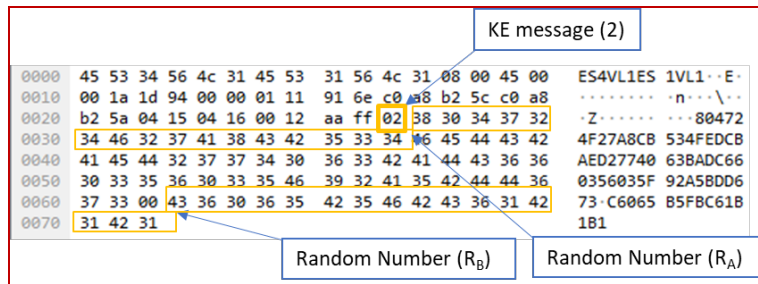 KE message (2)
0000 45 53 34 56 4c 31 45 53 31 56 4c 31 08 00 45 00 ES4VL1ES 1VL1··E·
0010 00 1a 1d 94 00 00 01 11 91 6e c0 a8 b2 5c c0 a8 ········ ·n···\··
0020 b2 5a 04 15 04 16 00 12 aa ff 02 38 30 34 37 32 ·Z······ ···80472
0030 34 46 32 37 41 38 43 42 35 33 34 46 45 44 43 42 4F27A8CB 534FEDCB
0040 41 45 44 32 37 37 34 30 36 33 42 41 44 43 36 36 AED27740 63BADC66
0050 30 33 35 36 30 33 35 46 39 32 41 35 42 44 44 36 0356035F 92A5BDD6
0060 37 33 00 43 36 30 36 35 42 35 46 42 43 36 31 42 73·C6065 B5FBC61B
0070 31 42 31 1B1
Random Number (RB)
Random Number (RA)